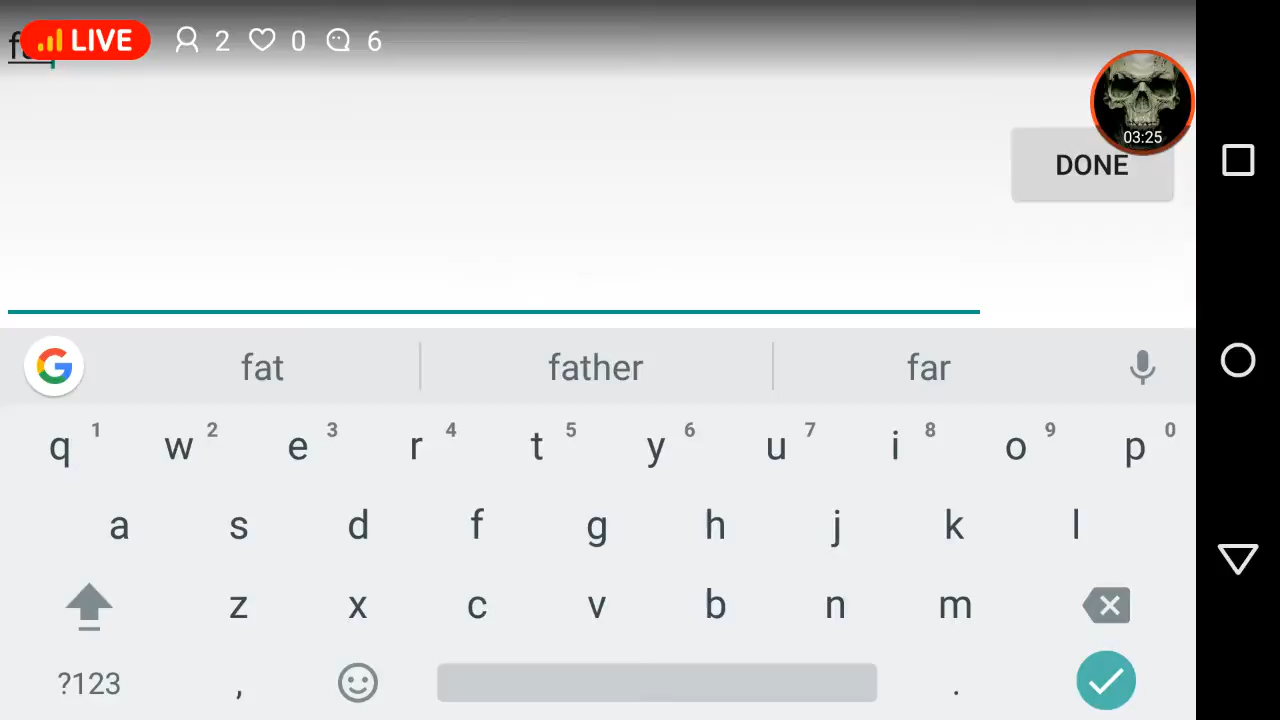 LIVE 2 0 6
03:25
DONE
fat father far
q 1 w 2 e 3 r 4 t 5 y 6 u 7 i 8 o 9 p 0
a s d f g h j k l
z x c v b n m
?123 , .